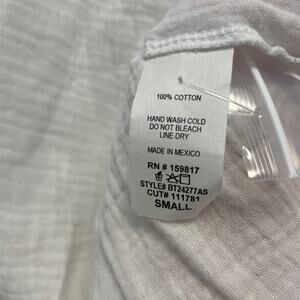 100% COTTON
HAND WASH COLD
DO NOT BLEACH
LINE DRY
MADE IN MEXICO
RN # 159817
STYLE# BT24277AS
CUT# 111781
SMALL